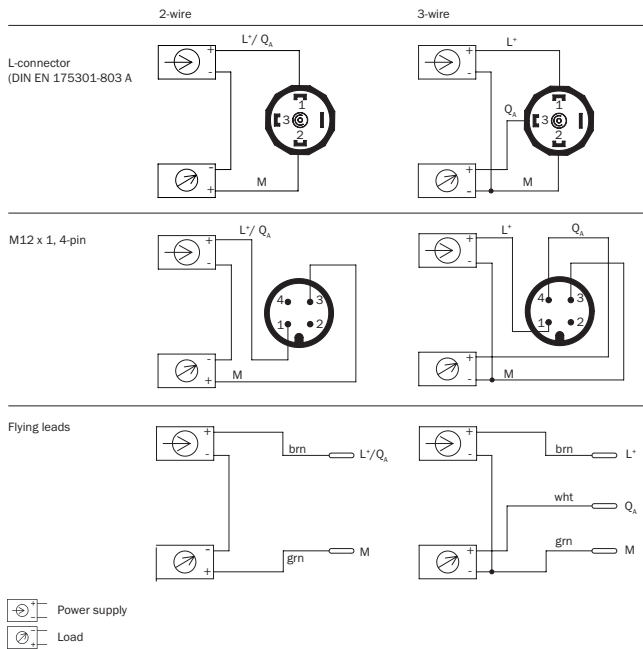 2-wire 3-wire
L-connector
(DIN EN 175301-803 A
+ L⁺/ Q_A
-
1
3
2
-
+ M
+ L⁺
-
1
Q_A 3
2
+
- M
M12 x 1, 4-pin
+ L⁺/ Q_A
-
4 3
1 2
-
+ M
+ L⁺ Q_A
-
4 3
1 2
+
- M
Flying leads
+ brn L⁺/Q_A
-
-
+ grn M
+ brn L⁺
-
wht Q_A
+ grn M
-
+
- Power supply
-
+ Load